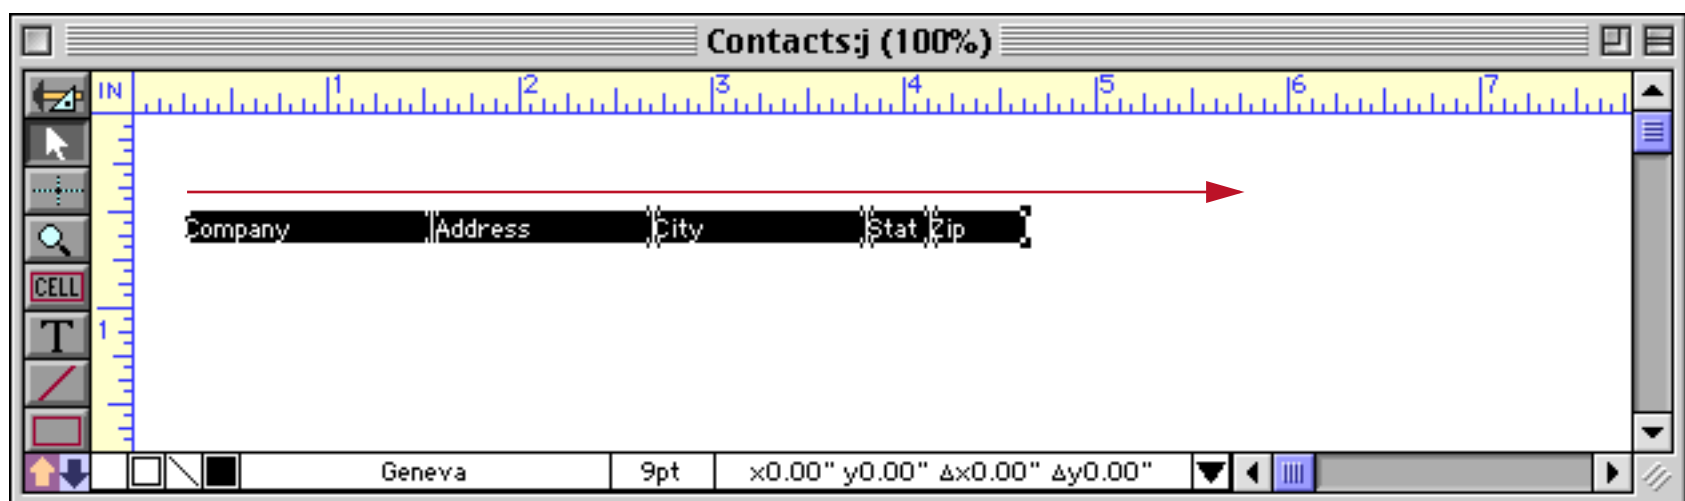 Contacts:j (100%)
IN 1 2 3 4 5 6 7
Company Address City Stat Zip
CELL
T 1
Geneva 9pt x0.00" y0.00" Δx0.00" Δy0.00"